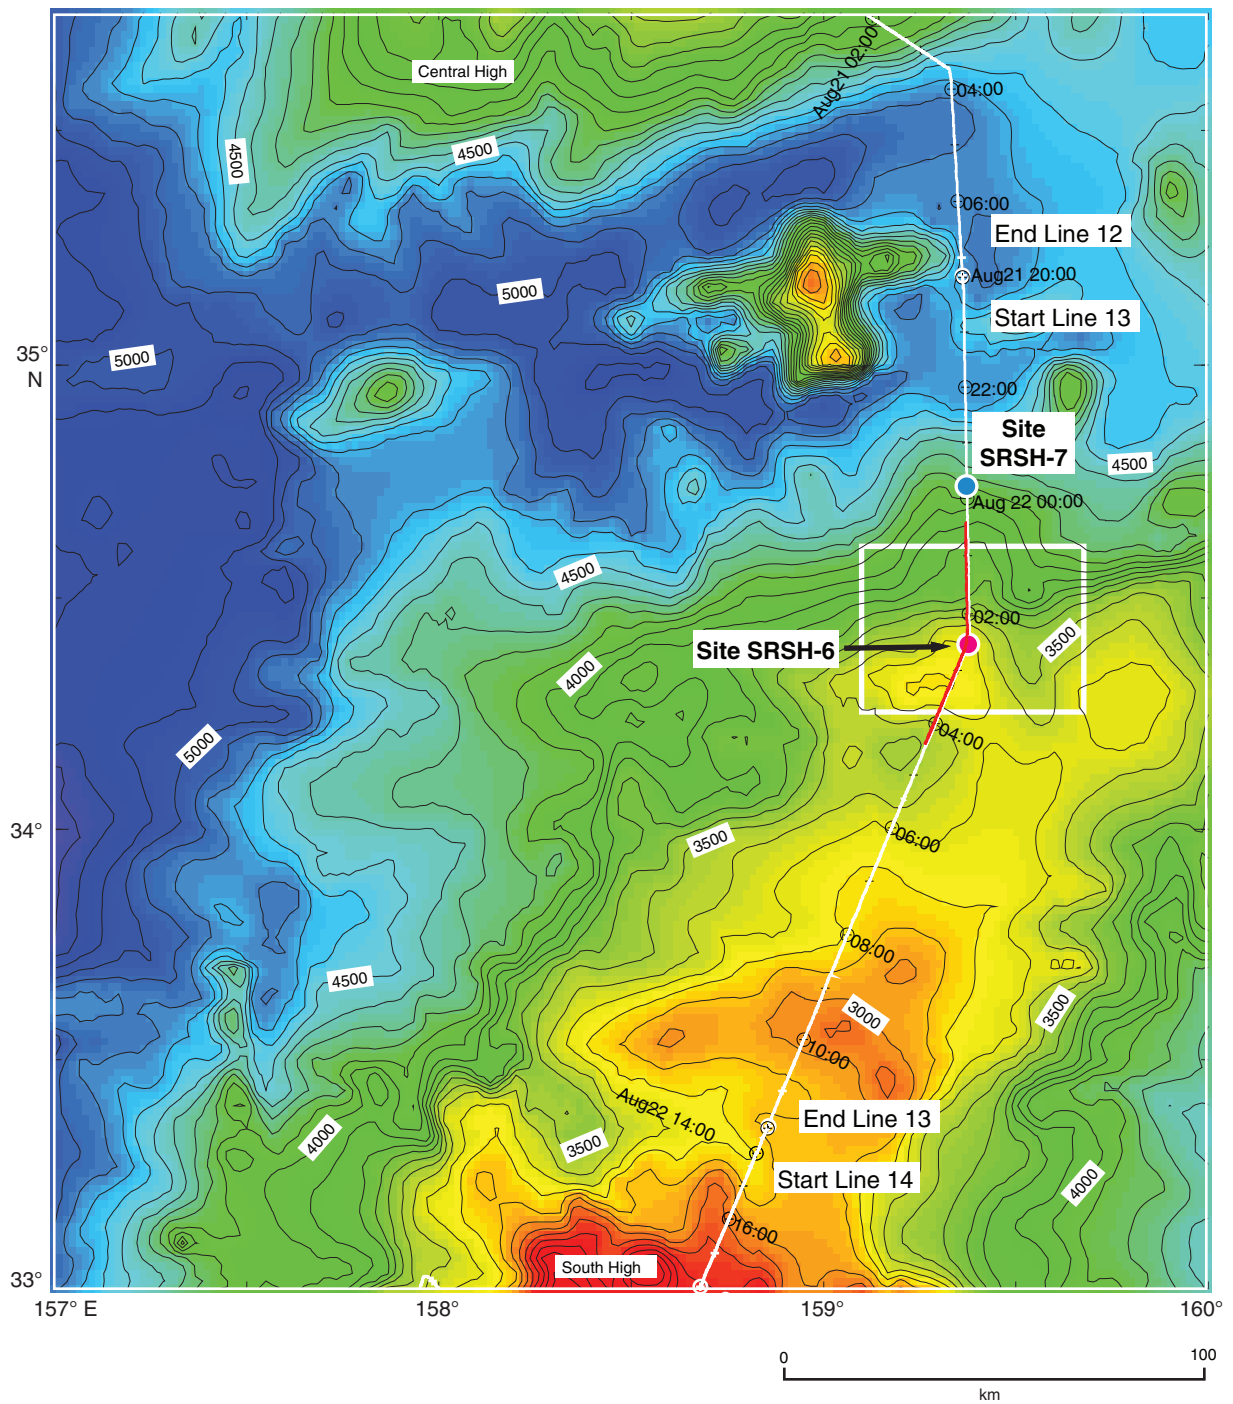 Central High
Aug21 02:00
04:00
4500
4500
06:00
End Line 12
Aug21 20:00
5000
Start Line 13
35°
N
5000
22:00
Site
SRSH-7
4500
Aug 22 00:00
4500
02:00
3500
Site SRSH-6
4000
04:00
5000
34°
06:00
3500
08:00
4500
3000
3500
10:00
Aug22 14:00
End Line 13
4000
3500
Start Line 14
4000
16:00
South High
33°
157° E
158°
159°
160°
0
100
km